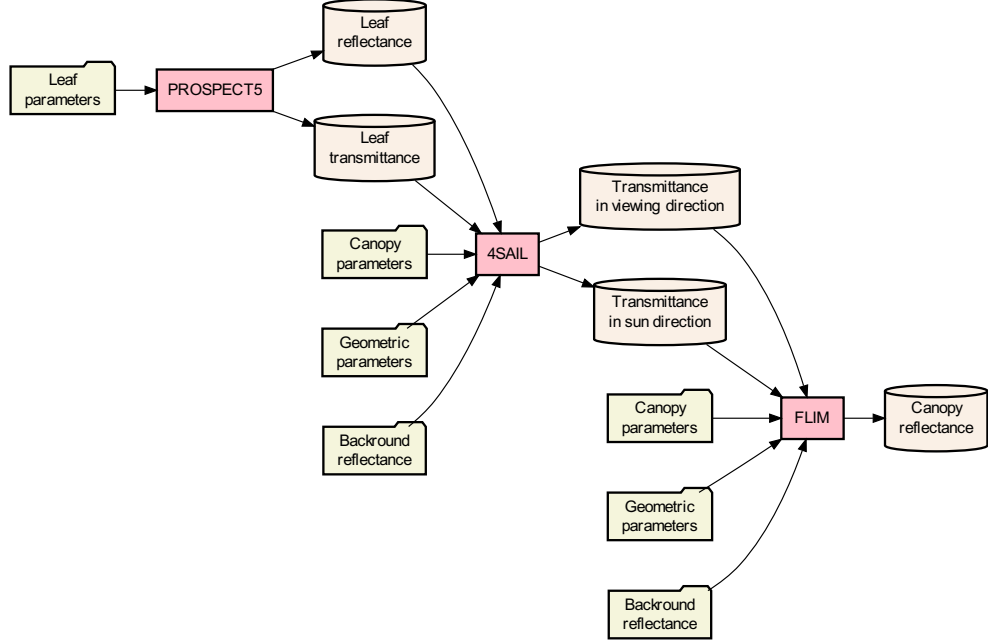 Leaf
reflectance
Leaf
parameters
PROSPECT5
Leaf
transmittance
Transmittance
in viewing direction
Canopy
parameters
4SAIL
Transmittance
in sun direction
Geometric
parameters
Canopy
parameters
FLIM
Canopy
reflectance
Backround
reflectance
Geometric
parameters
Backround
reflectance